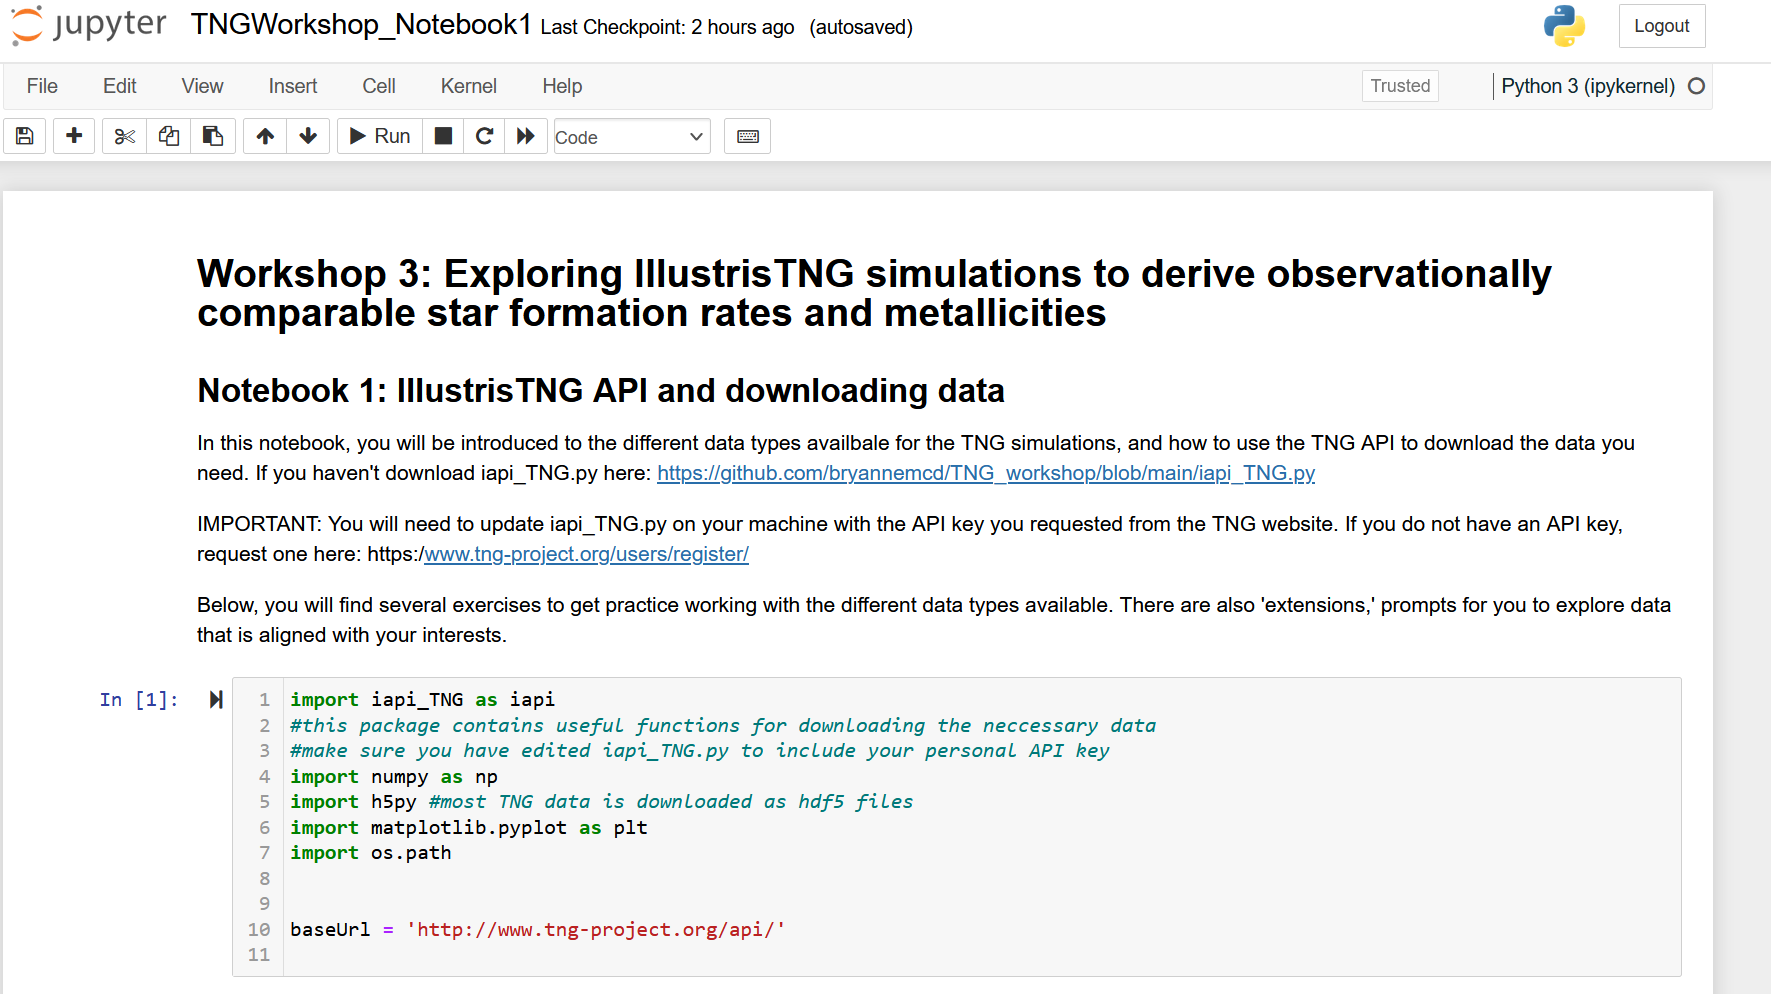 jupyter TNGWorkshop_Notebook1 Last Checkpoint: 2 hours ago (autosaved) Logout
File Edit View Insert Cell Kernel Help Trusted Python 3 (ipykernel)
Run Code
Workshop 3: Exploring IllustrisTNG simulations to derive observationally
comparable star formation rates and metallicities
Notebook 1: IllustrisTNG API and downloading data
In this notebook, you will be introduced to the different data types availbale for the TNG simulations, and how to use the TNG API to download the data you
need. If you haven't download iapi_TNG.py here: https://github.com/bryannemcd/TNG_workshop/blob/main/iapi_TNG.py
IMPORTANT: You will need to update iapi_TNG.py on your machine with the API key you requested from the TNG website. If you do not have an API key,
request one here: https:/www.tng-project.org/users/register/
Below, you will find several exercises to get practice working with the different data types available. There are also 'extensions,' prompts for you to explore data
that is aligned with your interests.
In [1]: 1 import iapi_TNG as iapi
2 #this package contains useful functions for downloading the neccessary data
3 #make sure you have edited iapi_TNG.py to include your personal API key
4 import numpy as np
5 import h5py #most TNG data is downloaded as hdf5 files
6 import matplotlib.pyplot as plt
7 import os.path
8
9
10 baseUrl = 'http://www.tng-project.org/api/'
11